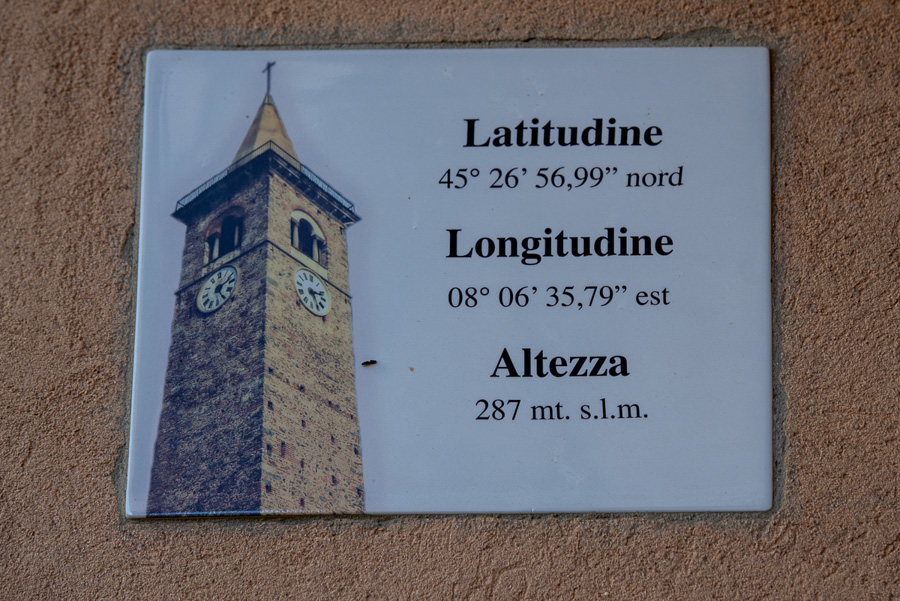 Latitudine
45° 26’ 56,99” nord
Longitudine
08° 06’ 35,79” est
Altezza
287 mt. s.l.m.